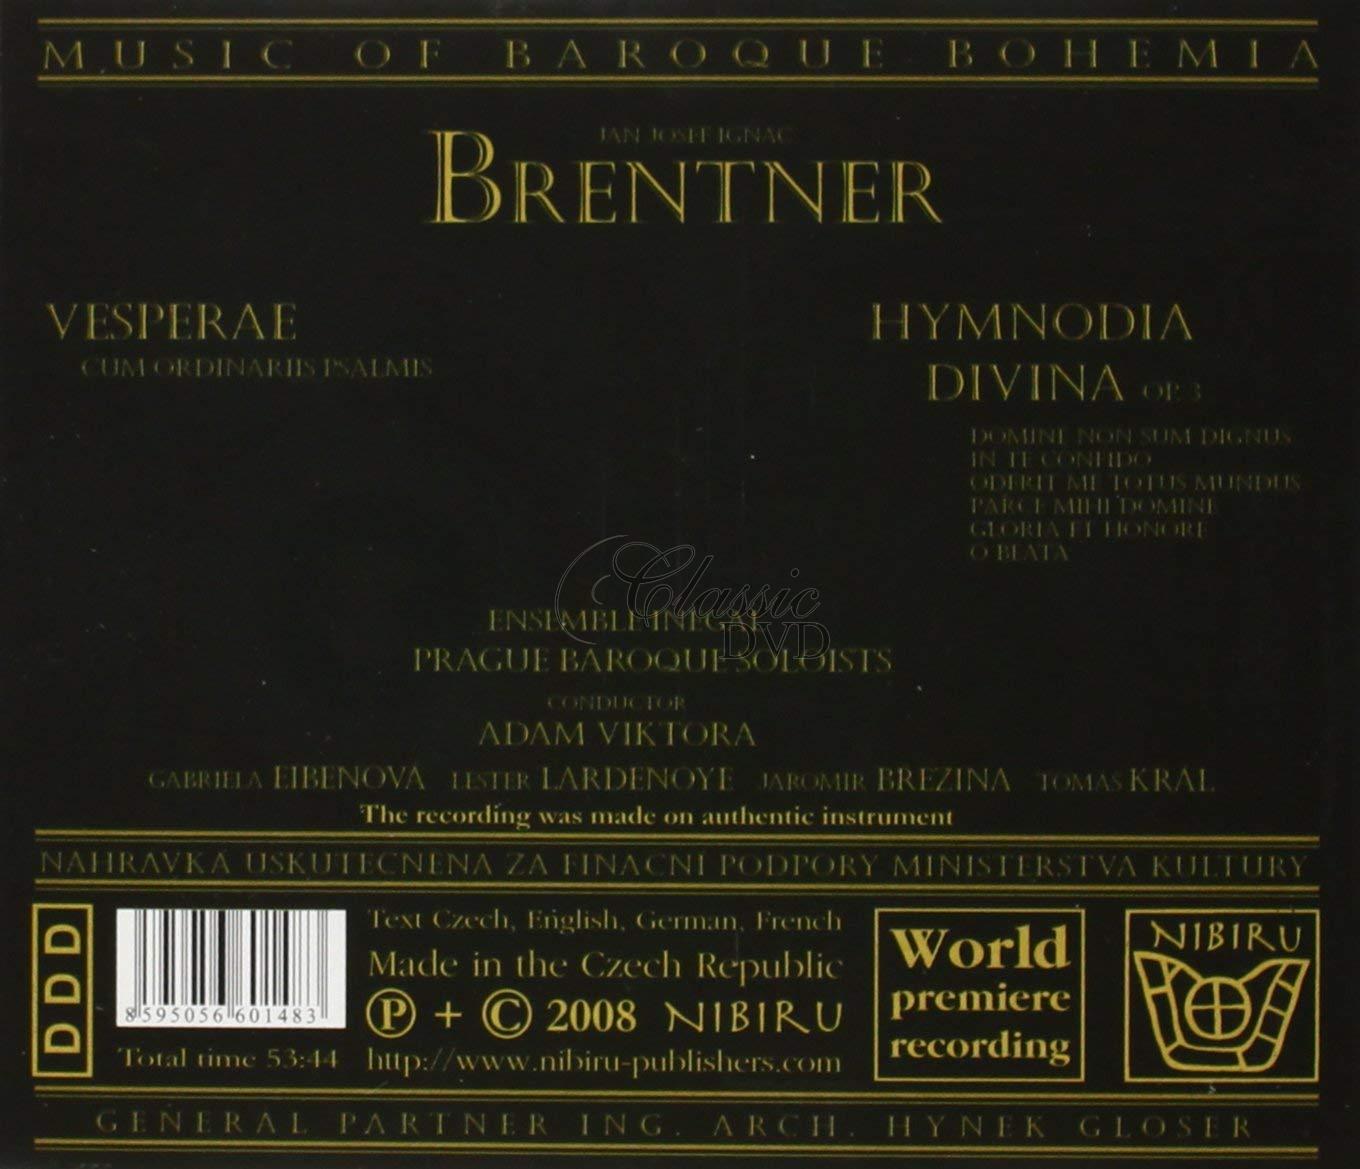 MUSIC OF BAROQUE BOHEMIA
JAN JOSEF IGNAC
BRENTNER
VESPERAE
CUM ORDINARIIS PSALMIS
HYMNODIA
DIVINA OP. 3
DOMINE NON SUM DIGNUS
IN TE CONFIDO
ODERIT ME TOTUS MUNDUS
PARCE MIHI DOMINE
GLORIA ET HONORE
O BEATA
Classic
DVD
ENSEMBLE INEGAL
PRAGUE BAROQUE SOLOISTS
CONDUCTOR
ADAM VIKTORA
GABRIELA EIBENOVÁ LESTER LARDENOYE JAROMIR BREZINA TOMAS KRAL
The recording was made on authentic instrument
NAHRAVKA USKUTECNĚNA ZA FINACNÍ PODPORY MINISTERSTVA KULTURY
DDD
8 595056 601483
Total time 53:44
Text Czech, English, German, French
Made in the Czech Republic
Ⓟ + © 2008 NIBIRU
http://www.nibiru-publishers.com
World
premiere
recording
NIBIRU
GENERAL PARTNER ING. ARCH. HYNEK GLOSER